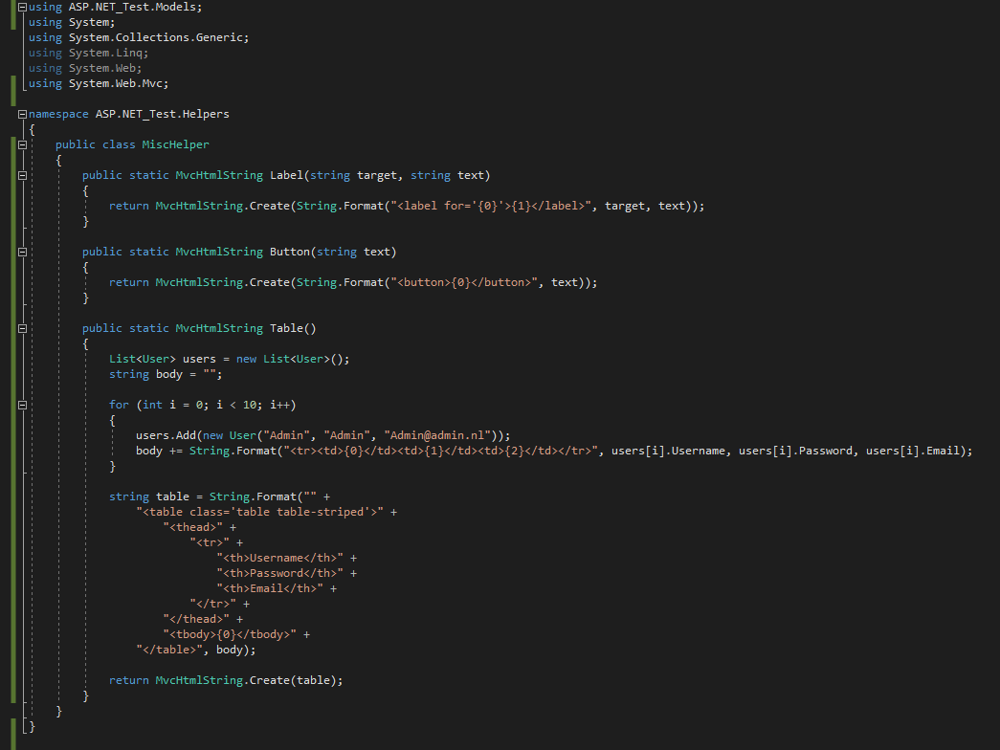 using ASP.NET_Test.Models;
using System;
using System.Collections.Generic;
using System.Linq;
using System.Web;
using System.Web.Mvc;

namespace ASP.NET_Test.Helpers
{
    public class MiscHelper
    {
        public static MvcHtmlString Label(string target, string text)
        {
            return MvcHtmlString.Create(String.Format("<label for='{0}'>{1}</label>", target, text));
        }

        public static MvcHtmlString Button(string text)
        {
            return MvcHtmlString.Create(String.Format("<button>{0}</button>", text));
        }

        public static MvcHtmlString Table()
        {
            List<User> users = new List<User>();
            string body = "";

            for (int i = 0; i < 10; i++)
            {
                users.Add(new User("Admin", "Admin", "Admin@admin.nl"));
                body += String.Format("<tr><td>{0}</td><td>{1}</td><td>{2}</td></tr>", users[i].Username, users[i].Password, users[i].Email);
            }

            string table = String.Format("" +
                "<table class='table table-striped'>" +
                    "<thead>" +
                        "<tr>" +
                            "<th>Username</th>" +
                            "<th>Password</th>" +
                            "<th>Email</th>" +
                        "</tr>" +
                    "</thead>" +
                    "<tbody>{0}</tbody>" +
                "</table>", body);

            return MvcHtmlString.Create(table);
        }
    }
}